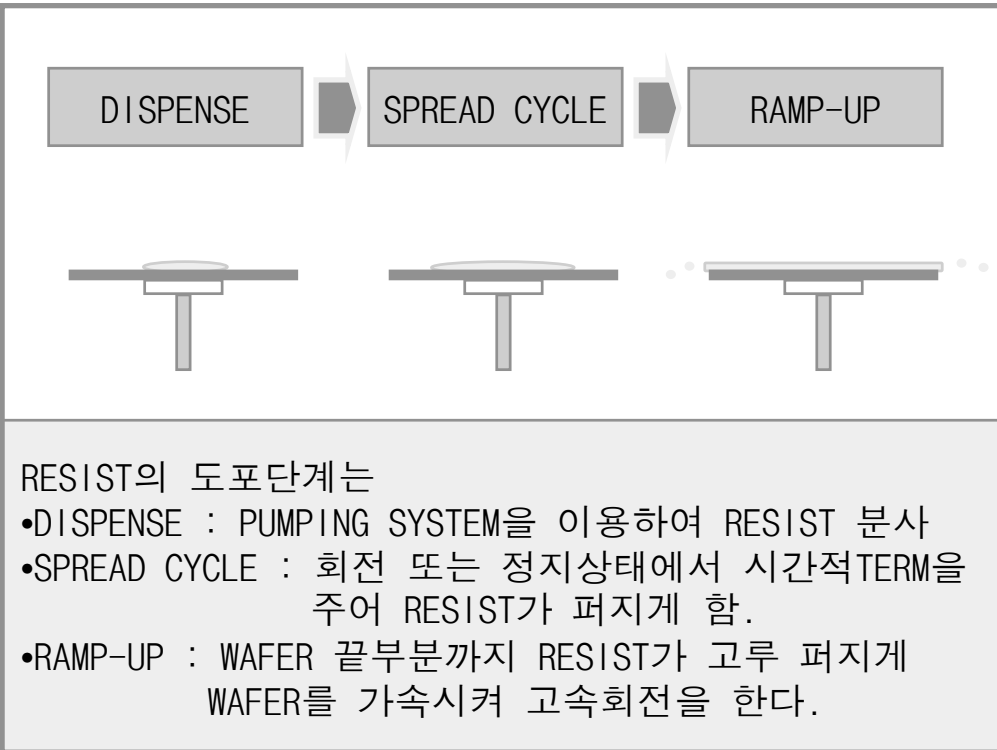 DISPENSE
SPREAD CYCLE
RAMP-UP
RESIST의 도포단계는
•DISPENSE : PUMPING SYSTEM을 이용하여 RESIST 분사
•SPREAD CYCLE : 회전 또는 정지상태에서 시간적TERM을
주어 RESIST가 퍼지게 함.
•RAMP-UP : WAFER 끝부분까지 RESIST가 고루 퍼지게
WAFER를 가속시켜 고속회전을 한다.